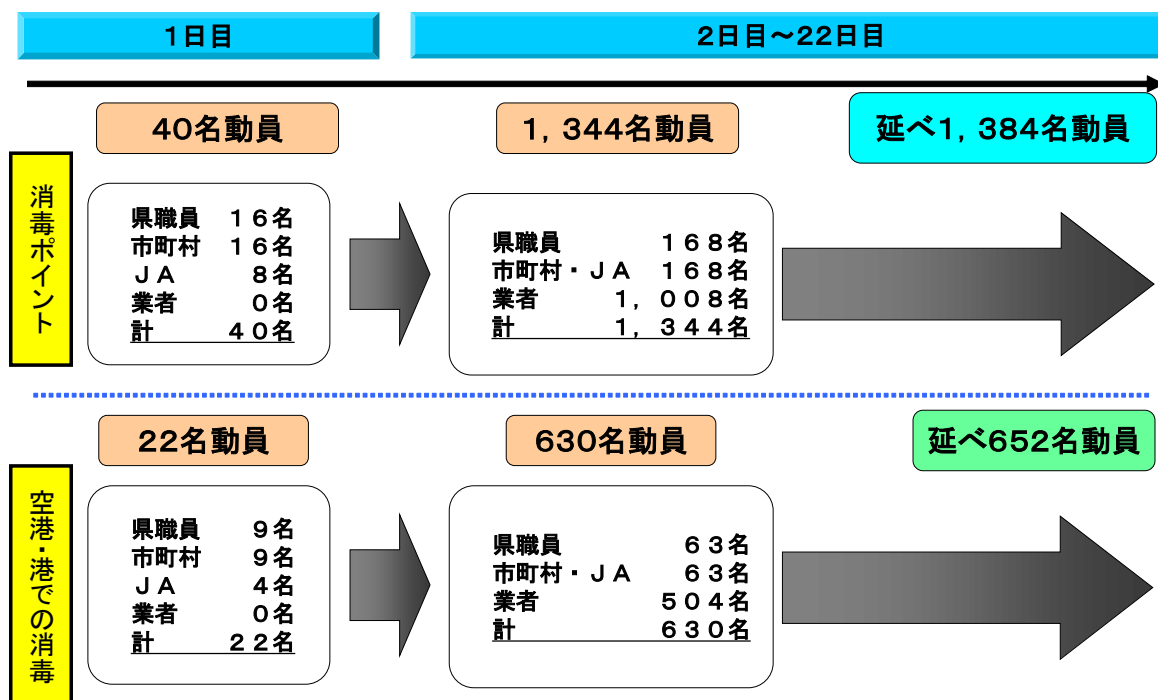 1日目
2日目～22日目
40名動員
1,344名動員
延べ1,384名動員
消毒ポイント
県職員 16名
市町村 16名
JA 8名
業者 0名
計 40名
県職員 168名
市町村・JA 168名
業者 1,008名
計 1,344名
22名動員
630名動員
延べ652名動員
空港・港での消毒
県職員 9名
市町村 9名
JA 4名
業者 0名
計 22名
県職員 63名
市町村・JA 63名
業者 504名
計 630名